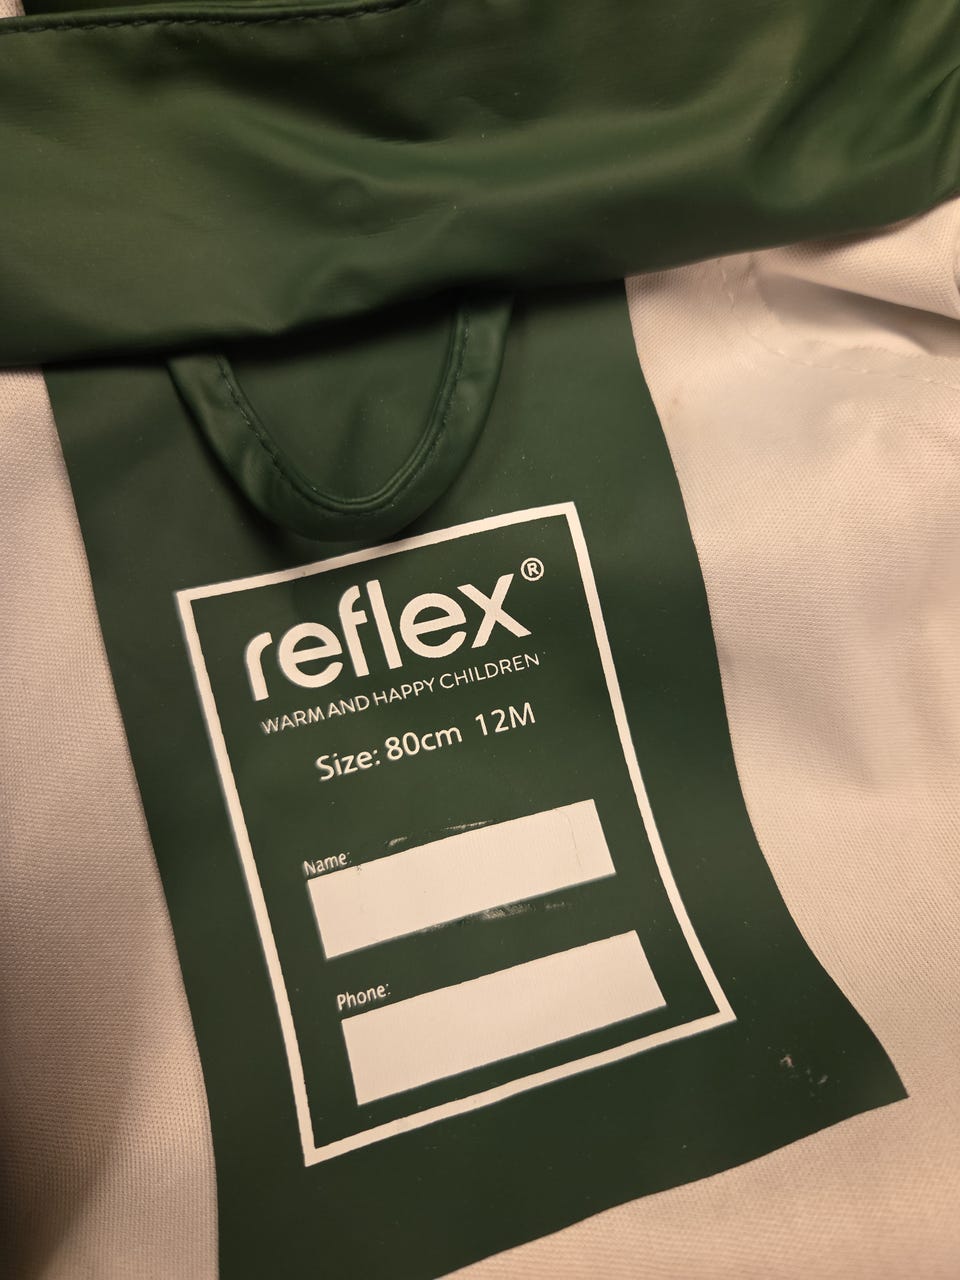 reflex®
WARM AND HAPPY CHILDREN
Size: 80cm 12M
Name:
Phone: